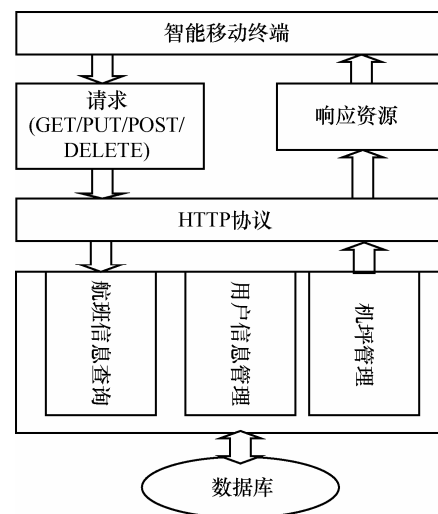 智能移动终端
请求
(GET/PUT/POST/
DELETE)
响应资源
HTTP协议
航班信息查询
用户信息管理
机坪管理
数据库